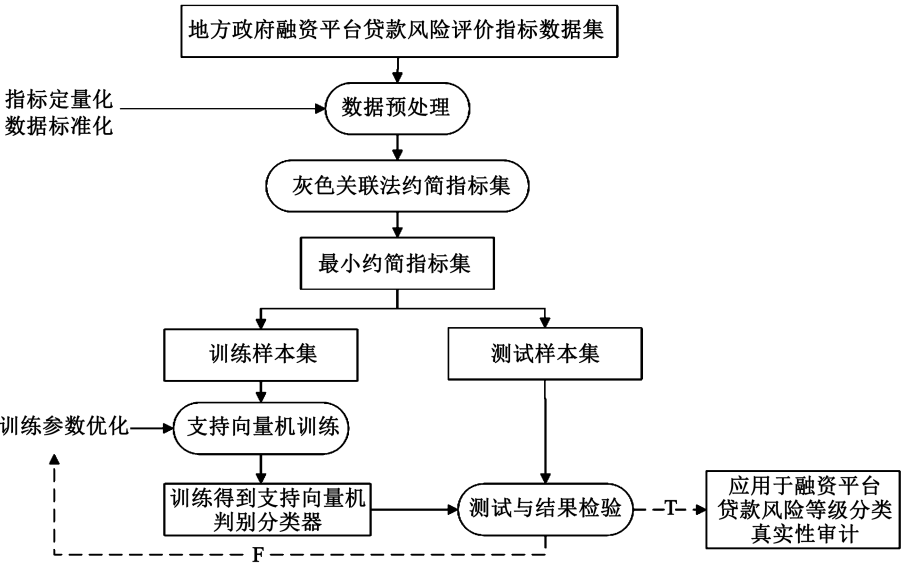 地方政府融资平台贷款风险评价指标数据集
指标定量化
数据标准化
数据预处理
灰色关联法约简指标集
最小约简指标集
训练样本集
测试样本集
训练参数优化
支持向量机训练
训练得到支持向量机
判别分类器
测试与结果检验
T
应用于融资平台
贷款风险等级分类
真实性审计
F